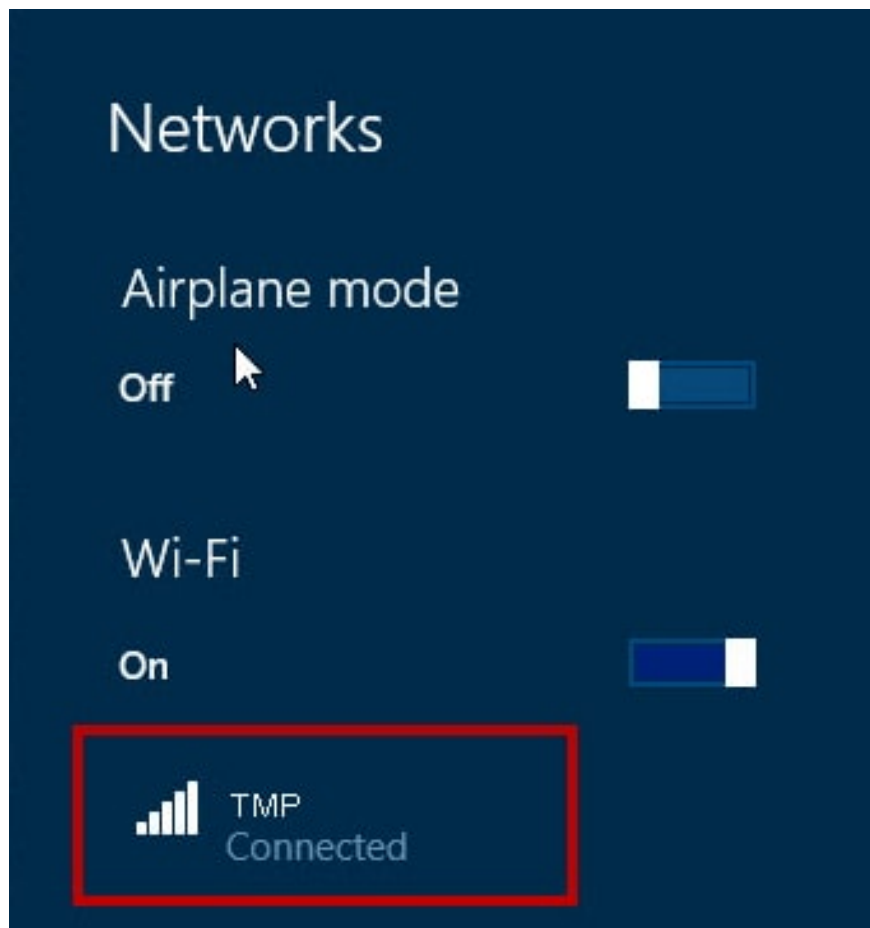 Networks
Airplane mode
Off
Wi-Fi
On
TMP
Connected